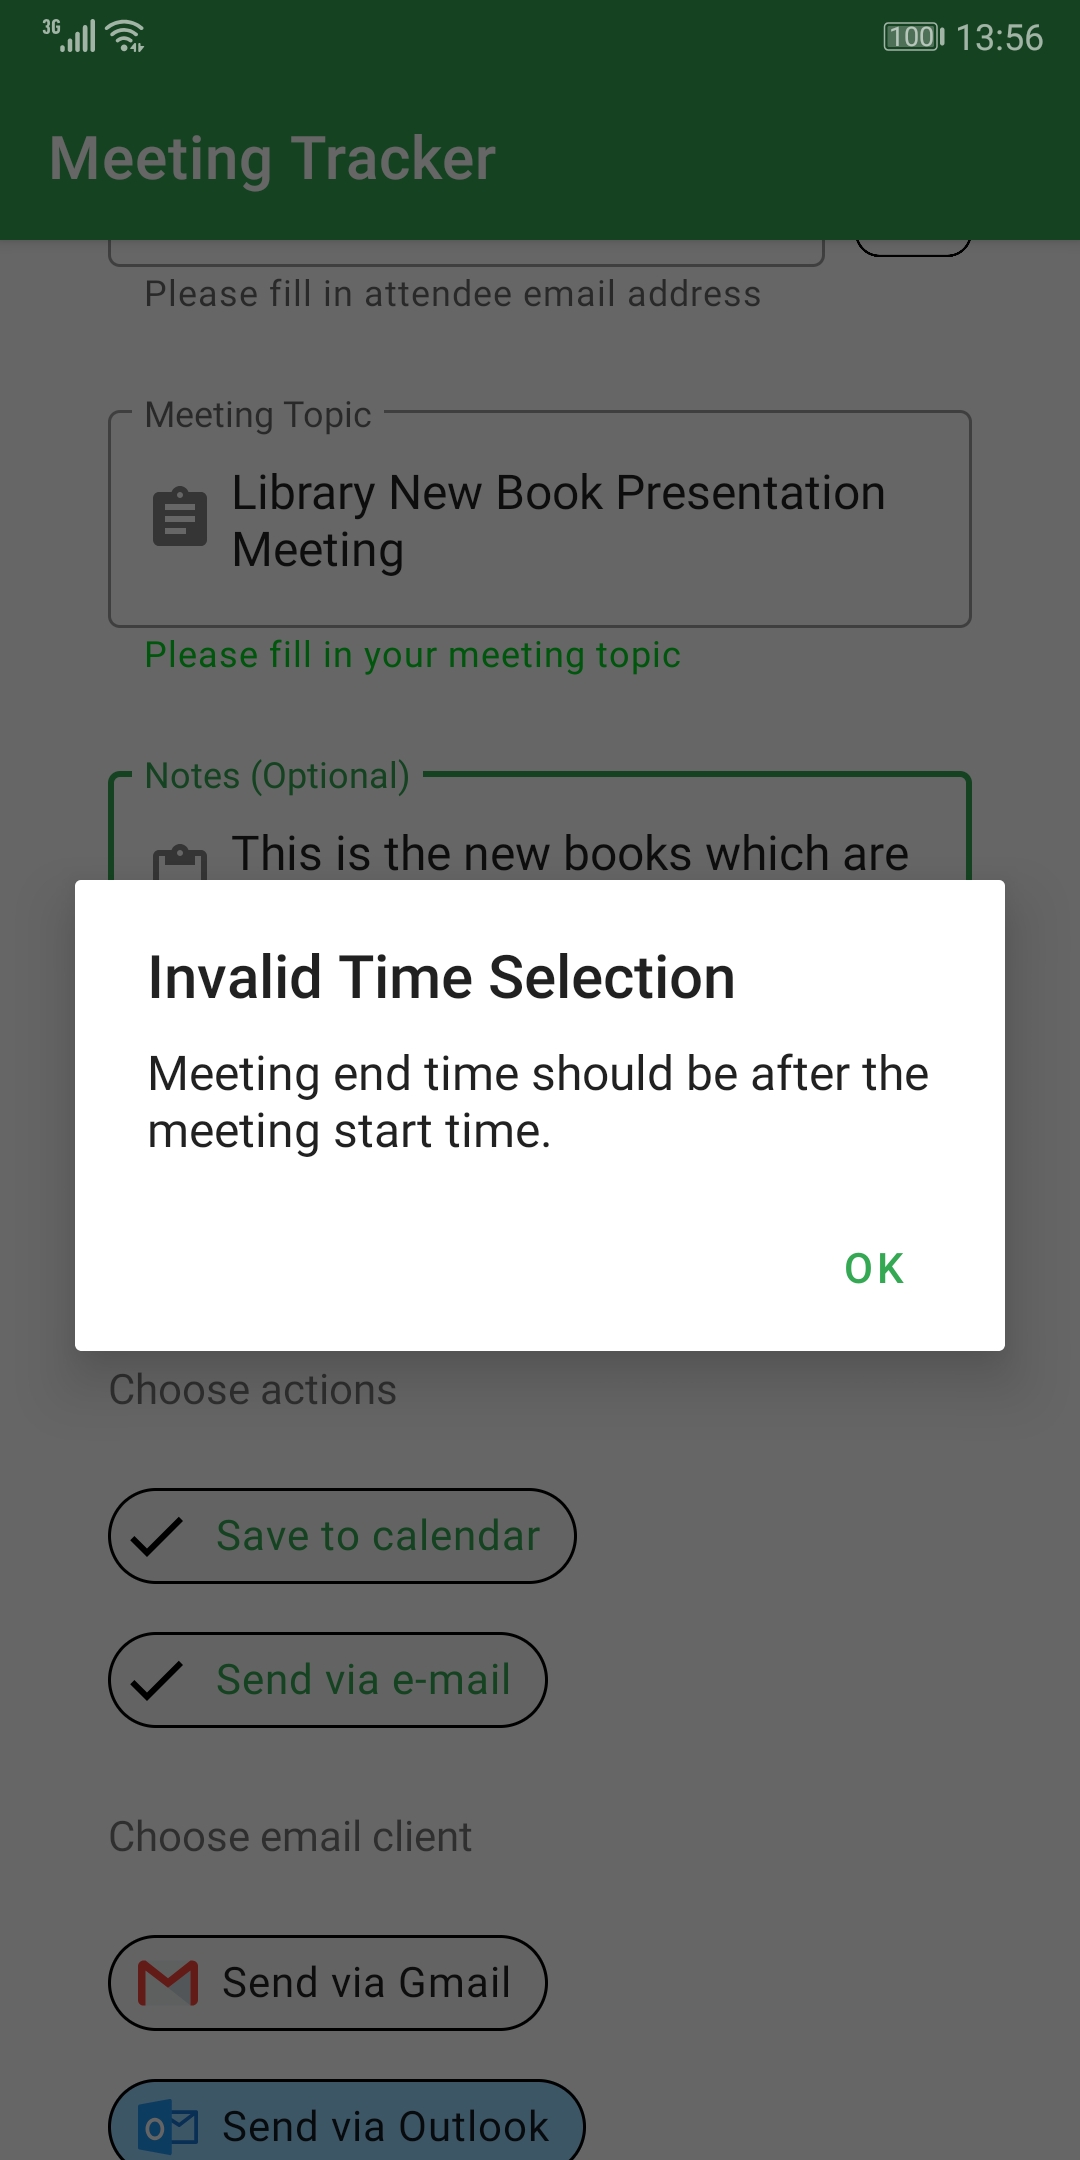 3G
100 13:56
Meeting Tracker
Please fill in attendee email address
Meeting Topic
Library New Book Presentation
Meeting
Please fill in your meeting topic
Notes (Optional)
This is the new books which are
Invalid Time Selection
Meeting end time should be after the
meeting start time.
OK
Choose actions
Save to calendar
Send via e-mail
Choose email client
Send via Gmail
Send via Outlook